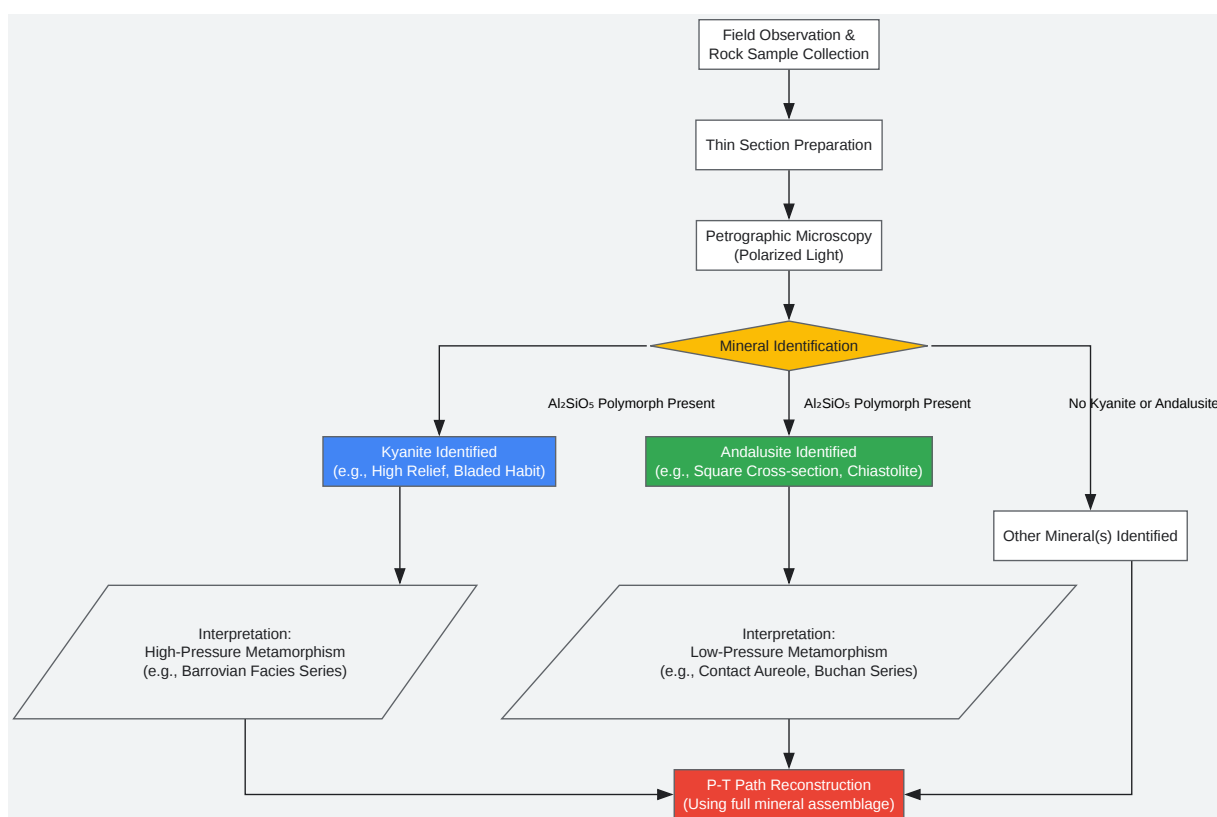 Field Observation &
Rock Sample Collection
Thin Section Preparation
Petrographic Microscopy
(Polarized Light)
Mineral Identification
Al₂SiO₅ Polymorph Present
Al₂SiO₅ Polymorph Present
No Kyanite or Andalusite
Kyanite Identified
(e.g., High Relief, Bladed Habit)
Andalusite Identified
(e.g., Square Cross-section, Chiastolite)
Other Mineral(s) Identified
Interpretation:
High-Pressure Metamorphism
(e.g., Barrovian Facies Series)
Interpretation:
Low-Pressure Metamorphism
(e.g., Contact Aureole, Buchan Series)
P-T Path Reconstruction
(Using full mineral assemblage)